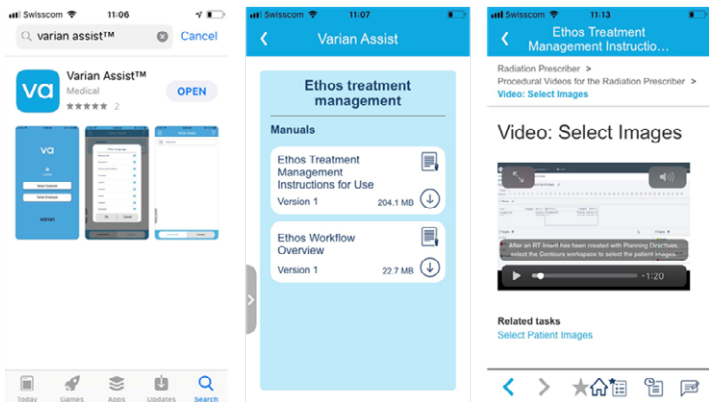 Swisscom 11:06
varian assist™ Cancel
Varian Assist™
Medical
2
OPEN
va
va
varian
Today Games Apps Updates Search
Swisscom 11:07
Varian Assist
Ethos treatment
management
Manuals
Ethos Treatment
Management
Instructions for Use
Version 1 204.1 MB
Ethos Workflow
Overview
Version 1 22.7 MB
Swisscom 11:13
Ethos Treatment
Management Instructio...
Radiation Prescriber >
Procedural Videos for the Radiation Prescriber >
Video: Select Images
Video: Select Images
After an RT Intent has been created with Planning Directives,
select the Contours workspace to select the patient images.
-1:20
Related tasks
Select Patient Images